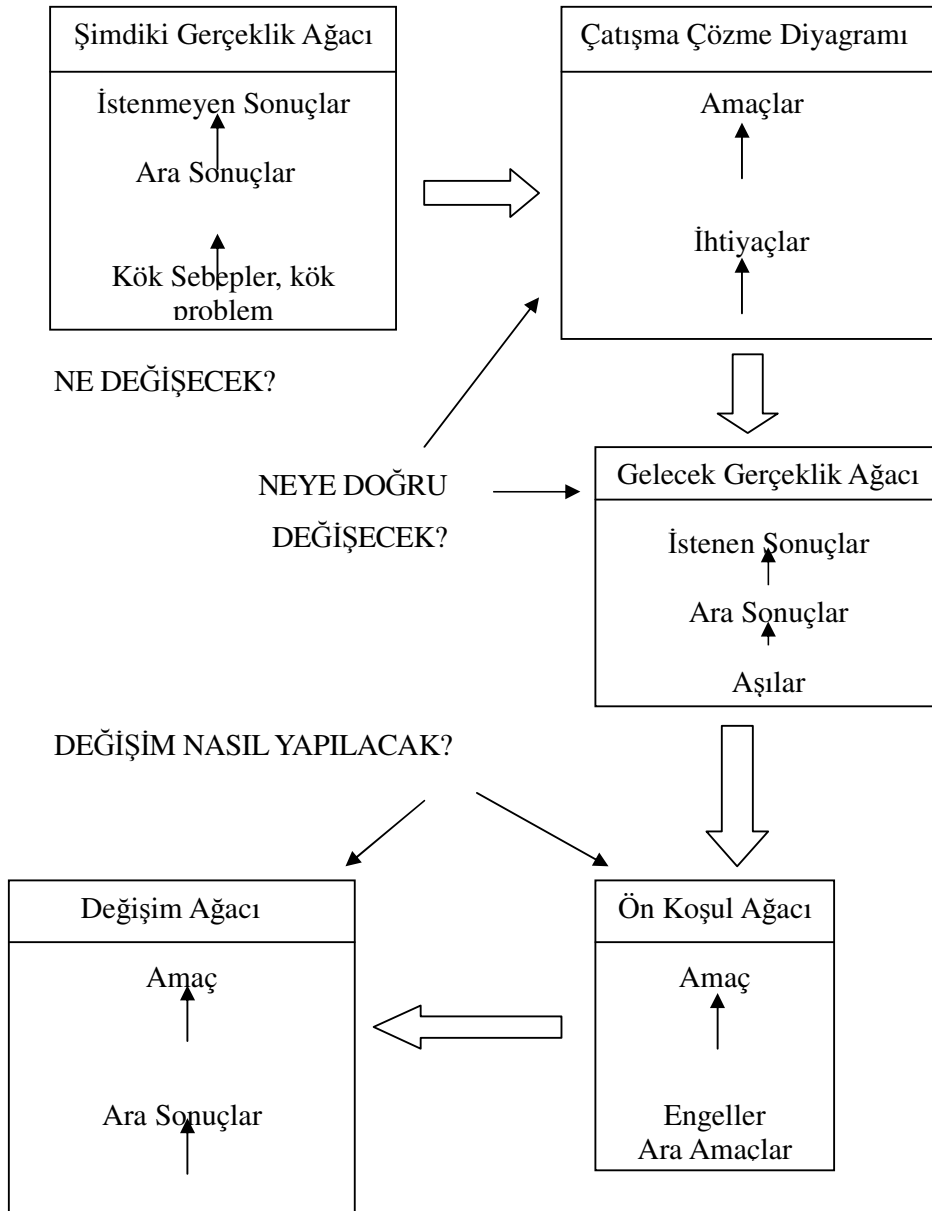 Şimdiki Gerçeklik Ağacı
İstenmeyen Sonuçlar
Ara Sonuçlar
Kök Sebepler, kök
problem
NE DEĞİŞECEK?
Çatışma Çözme Diyagramı
Amaçlar
İhtiyaçlar
NEYE DOĞRU
DEĞİŞECEK?
Gelecek Gerçeklik Ağacı
İstenen Sonuçlar
Ara Sonuçlar
Aşılar
DEĞİŞİM NASIL YAPILACAK?
Değişim Ağacı
Amaç
Ara Sonuçlar
Ön Koşul Ağacı
Amaç
Engeller
Ara Amaçlar